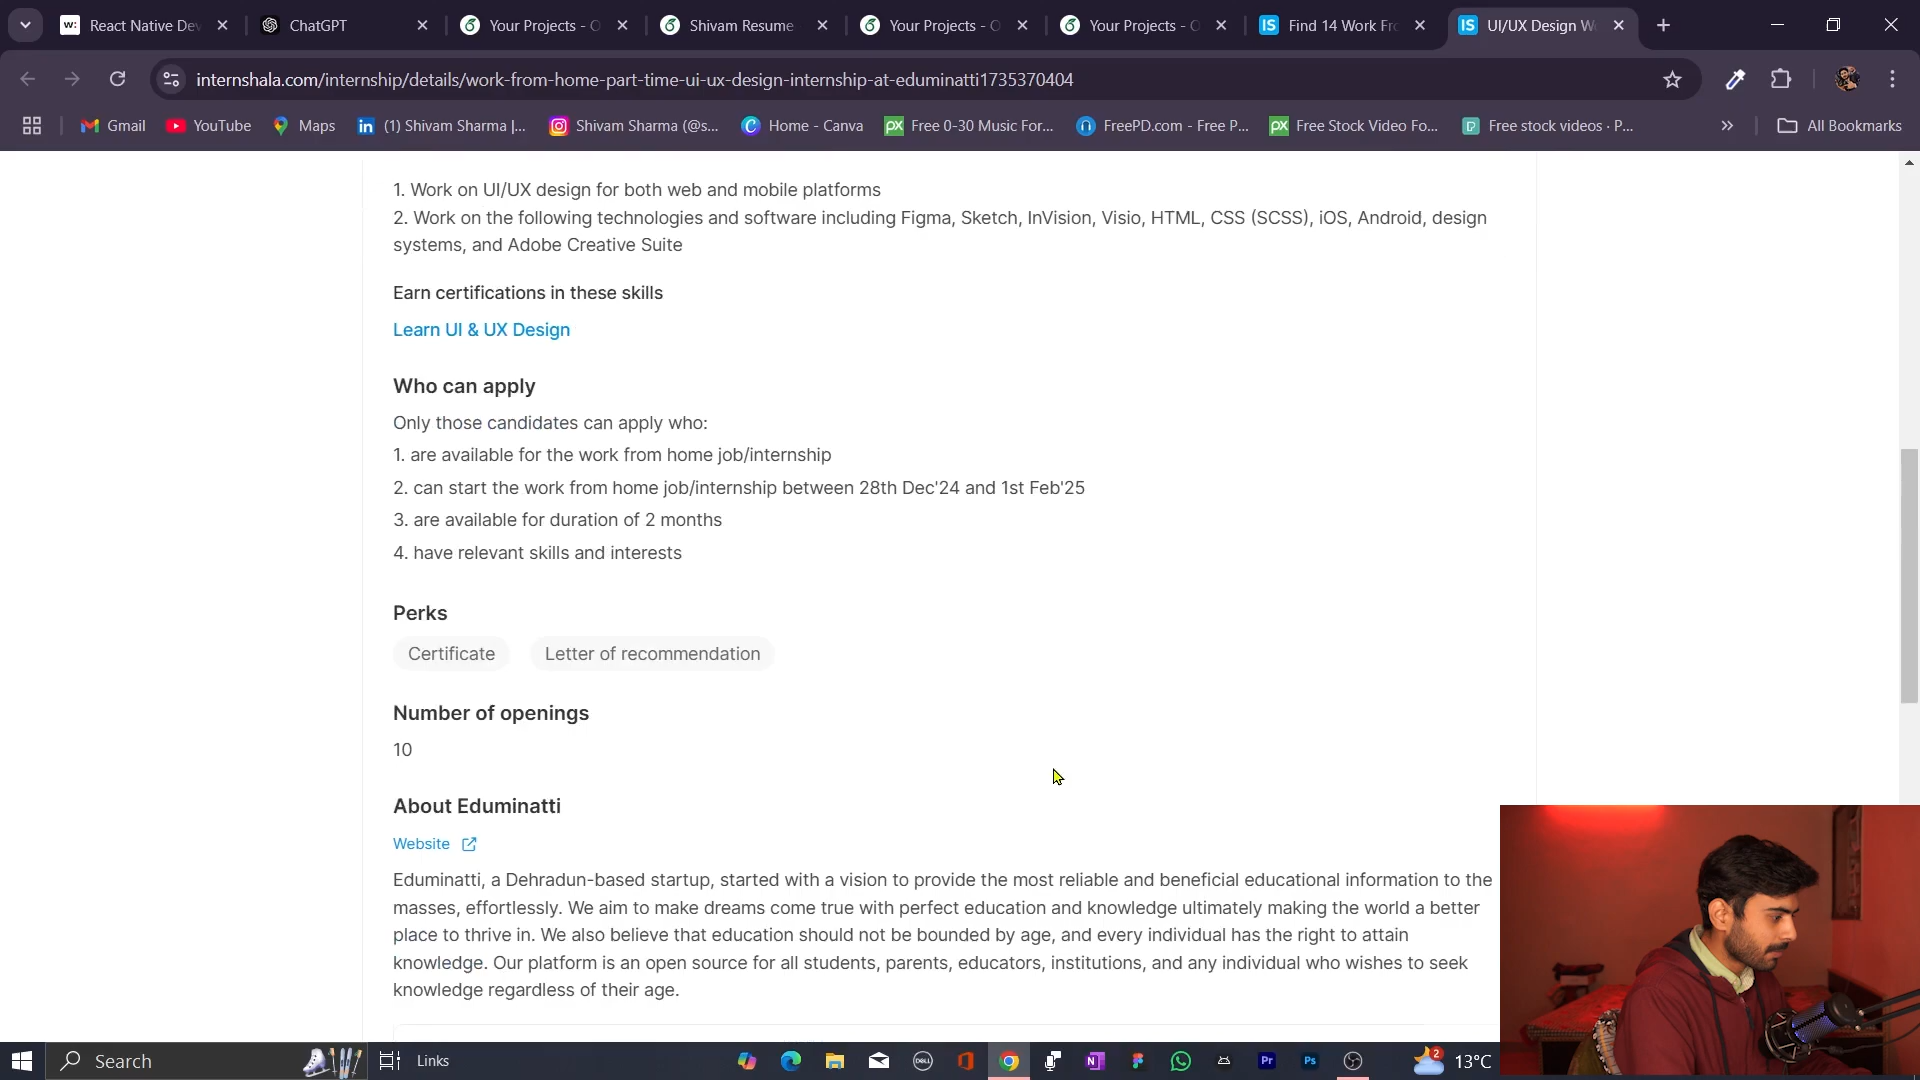 React Native De
ChatGPT
Your Projects - O
Shivam Resume
Your Projects - O
Your Projects - O
IS
Find 14 Work Fr
IS
UI/UX Design W
internshala.com/internship/details/work-from-home-part-time-ui-ux-design-internship-at-eduminatti1735370404
Gmail
YouTube
Maps
(1) Shivam Sharma |...
Shivam Sharma (@s...
Home - Canva
Free 0-30 Music For...
FreePD.com - Free P...
Free Stock Video Fo...
Free stock videos · P...
All Bookmarks
1. Work on UI/UX design for both web and mobile platforms
2. Work on the following technologies and software including Figma, Sketch, InVision, Visio, HTML, CSS (SCSS), iOS, Android, design
systems, and Adobe Creative Suite
Earn certifications in these skills
Learn UI & UX Design
Who can apply
Only those candidates can apply who:
1. are available for the work from home job/internship
2. can start the work from home job/internship between 28th Dec'24 and 1st Feb'25
3. are available for duration of 2 months
4. have relevant skills and interests
Perks
Certificate
Letter of recommendation
Number of openings
10
About Eduminatti
Website
Eduminatti, a Dehradun-based startup, started with a vision to provide the most reliable and beneficial educational information to the
masses, effortlessly. We aim to make dreams come true with perfect education and knowledge ultimately making the world a better
place to thrive in. We also believe that education should not be bounded by age, and every individual has the right to attain
knowledge. Our platform is an open source for all students, parents, educators, institutions, and any individual who wishes to seek
knowledge regardless of their age.
Search
Links
2
13°C